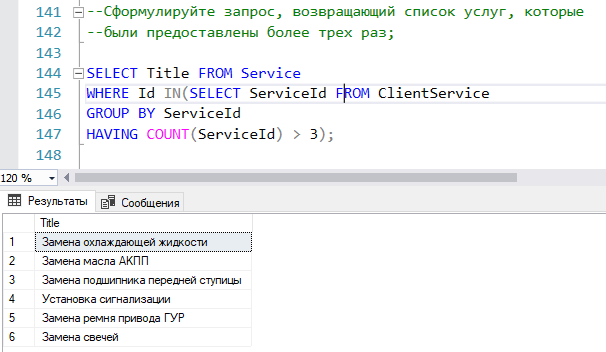 141 --Сформулируйте запрос, возвращающий список услуг, которые
142 --были предоставлены более трех раз;
143
144 SELECT Title FROM Service
145 WHERE Id IN(SELECT ServiceId FROM ClientService
146 GROUP BY ServiceId
147 HAVING COUNT(ServiceId) > 3);
148
120 %
Результаты Сообщения
Title
1 Замена охлаждающей жидкости
2 Замена масла АКПП
3 Замена подшипника передней ступицы
4 Установка сигнализации
5 Замена ремня привода ГУР
6 Замена свечей